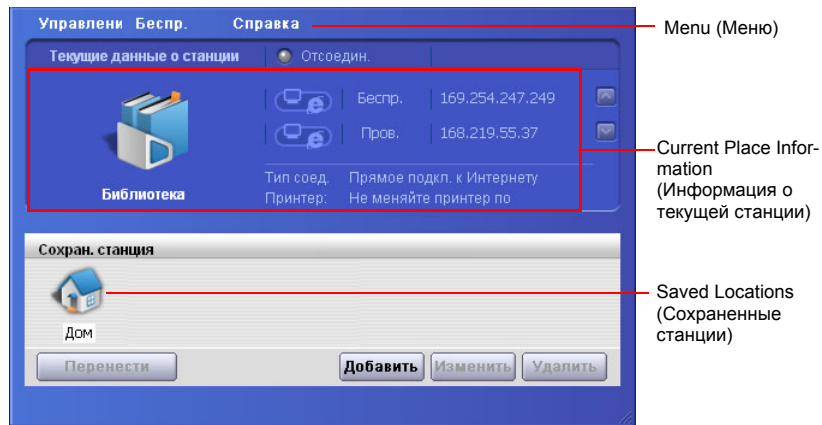 Управлени Беспр. Справка
Menu (Меню)
Текущие данные о станции Отсоедин.
Беспр. 169.254.247.249
Пров. 168.219.55.37
Current Place Infor-
mation
(Информация о
текущей станции)
Тип соед. Прямое подкл. к Интернету
Библиотека
Принтер: Не меняйте принтер по
Сохран. станция
Saved Locations
(Сохраненные
станции)
Дом
Перенести Добавить Изменить Удалить